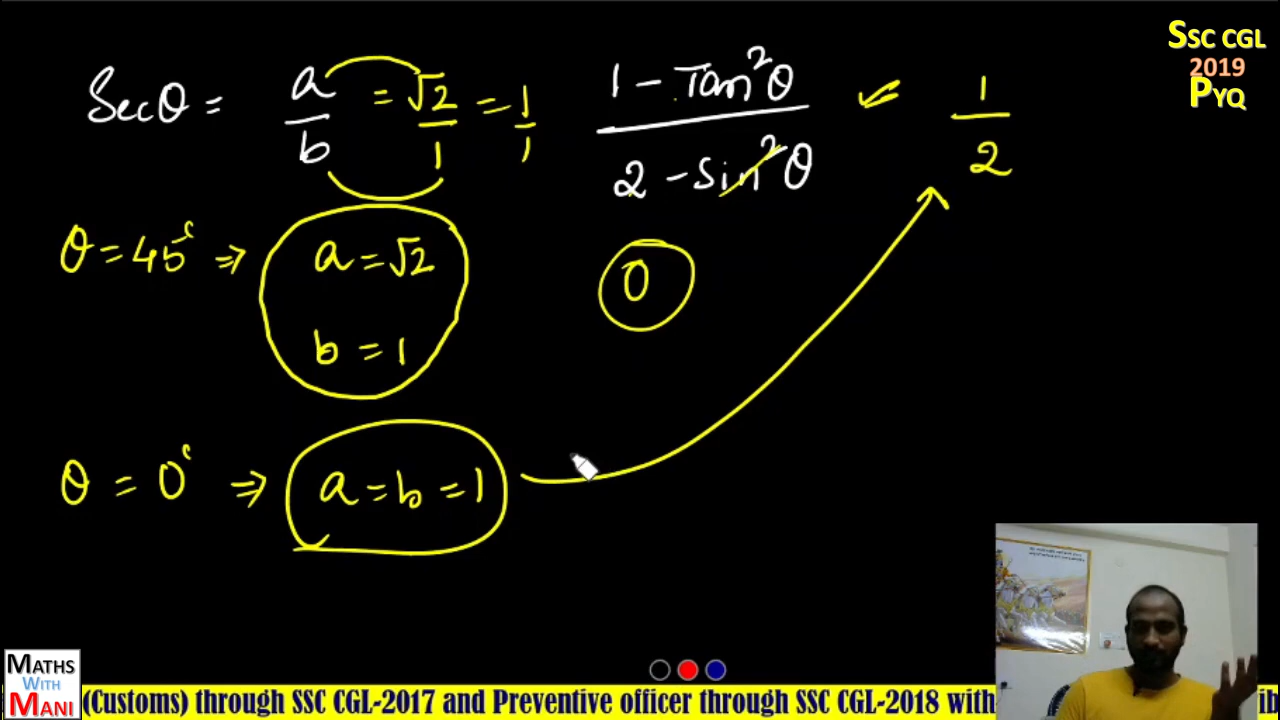 Secθ = a/b = √2/1 = 1/1
(1 - Tan²θ)/(2 - Sin²θ) ✓ 1/2
θ = 45° ⇒ a = √2
b = 1
0
θ = 0° ⇒ a = b = 1
SSC CGL
2019
PYQ
MATHS
WITH
MANI
(Customs) through SSC CGL-2017 and Preventive officer through SSC CGL-2018 with